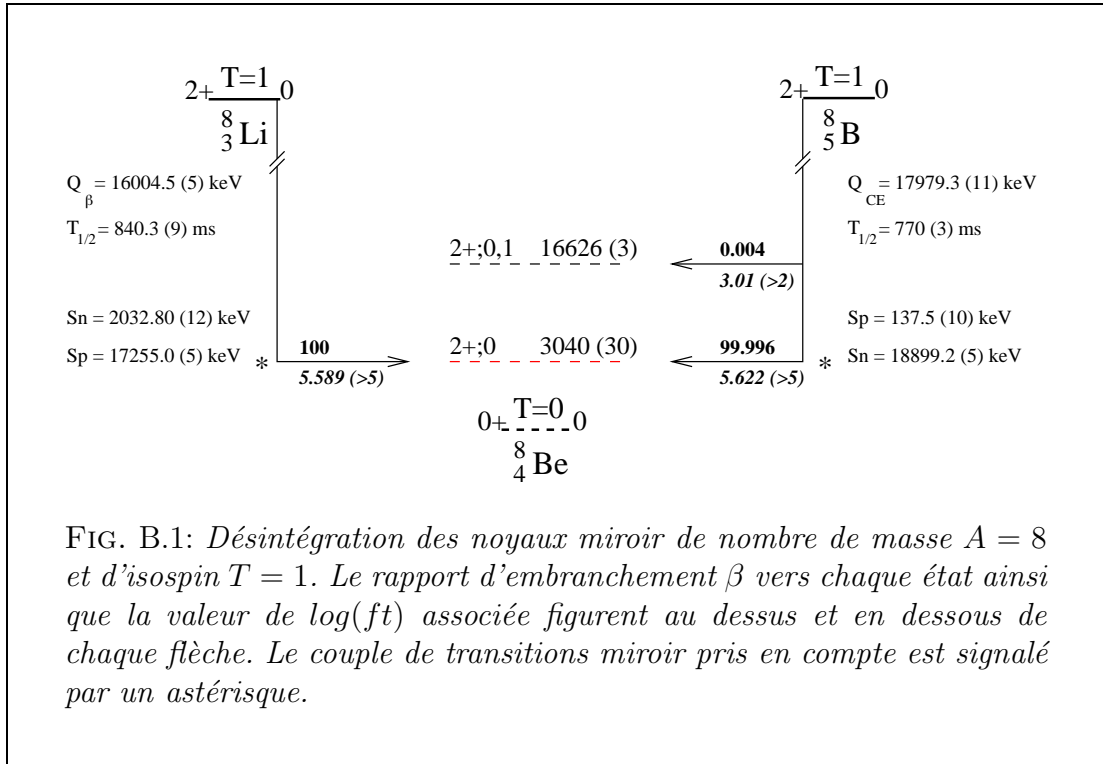 2+ T=1 0
8
3 Li
Q β = 16004.5 (5) keV
T 1/2 = 840.3 (9) ms
Sn = 2032.80 (12) keV
Sp = 17255.0 (5) keV
*
100
5.589 (>5)
2+;0,1 16626 (3)
2+;0 3040 (30)
0+ T=0 0
8
4 Be
2+ T=1 0
8
5 B
Q CE = 17979.3 (11) keV
T 1/2 = 770 (3) ms
0.004
3.01 (>2)
Sp = 137.5 (10) keV
Sn = 18899.2 (5) keV
99.996
5.622 (>5)
*
FIG. B.1: Désintégration des noyaux miroir de nombre de masse A = 8
et d'isospin T = 1. Le rapport d'embranchement β vers chaque état ainsi
que la valeur de log(ft) associée figurent au dessus et en dessous de
chaque flèche. Le couple de transitions miroir pris en compte est signalé
par un astérisque.